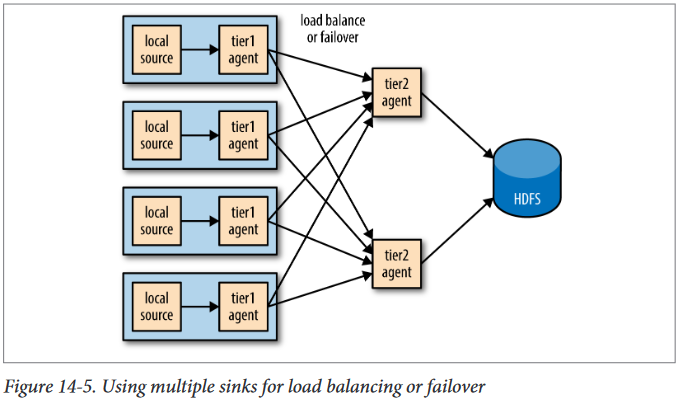 load balance
or failover
local
source
tier1
agent
local
source
tier1
agent
local
source
tier1
agent
local
source
tier1
agent
tier2
agent
tier2
agent
HDFS
Figure 14-5. Using multiple sinks for load balancing or failover